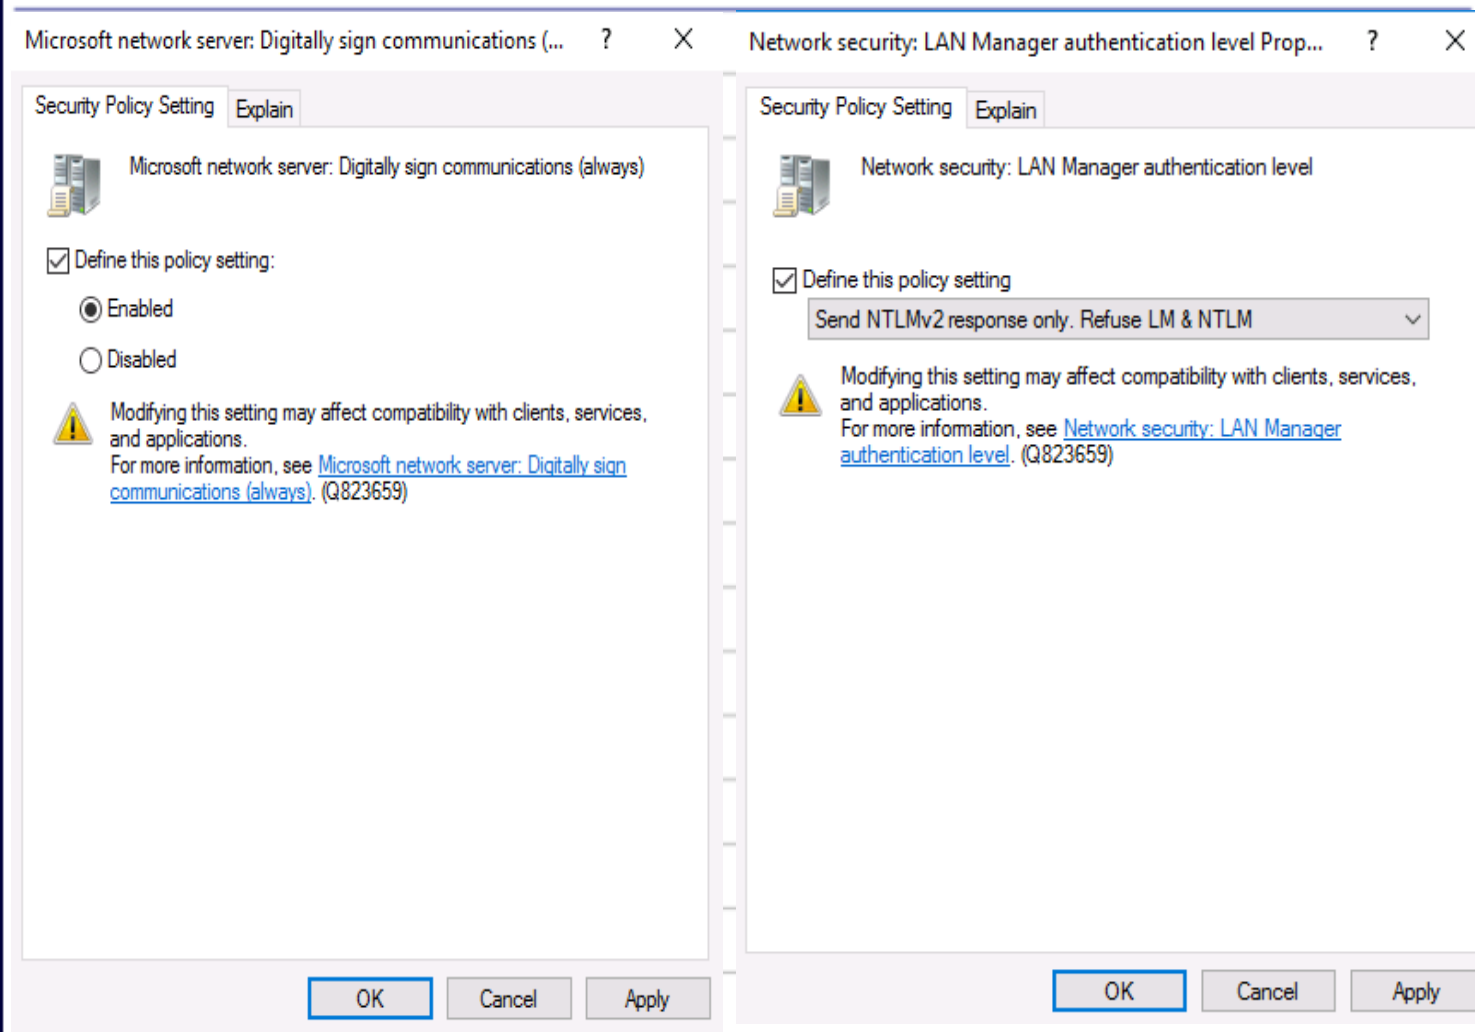 Microsoft network server: Digitally sign communications (... ? X
Security Policy Setting Explain
Microsoft network server: Digitally sign communications (always)
Define this policy setting:
Enabled
Disabled
Modifying this setting may affect compatibility with clients, services,
and applications.
For more information, see Microsoft network server: Digitally sign
communications (always). (Q823659)
OK Cancel Apply
Network security: LAN Manager authentication level Prop... ? X
Security Policy Setting Explain
Network security: LAN Manager authentication level
Define this policy setting
Send NTLMv2 response only. Refuse LM & NTLM
Modifying this setting may affect compatibility with clients, services,
and applications.
For more information, see Network security: LAN Manager
authentication level. (Q823659)
OK Cancel Apply